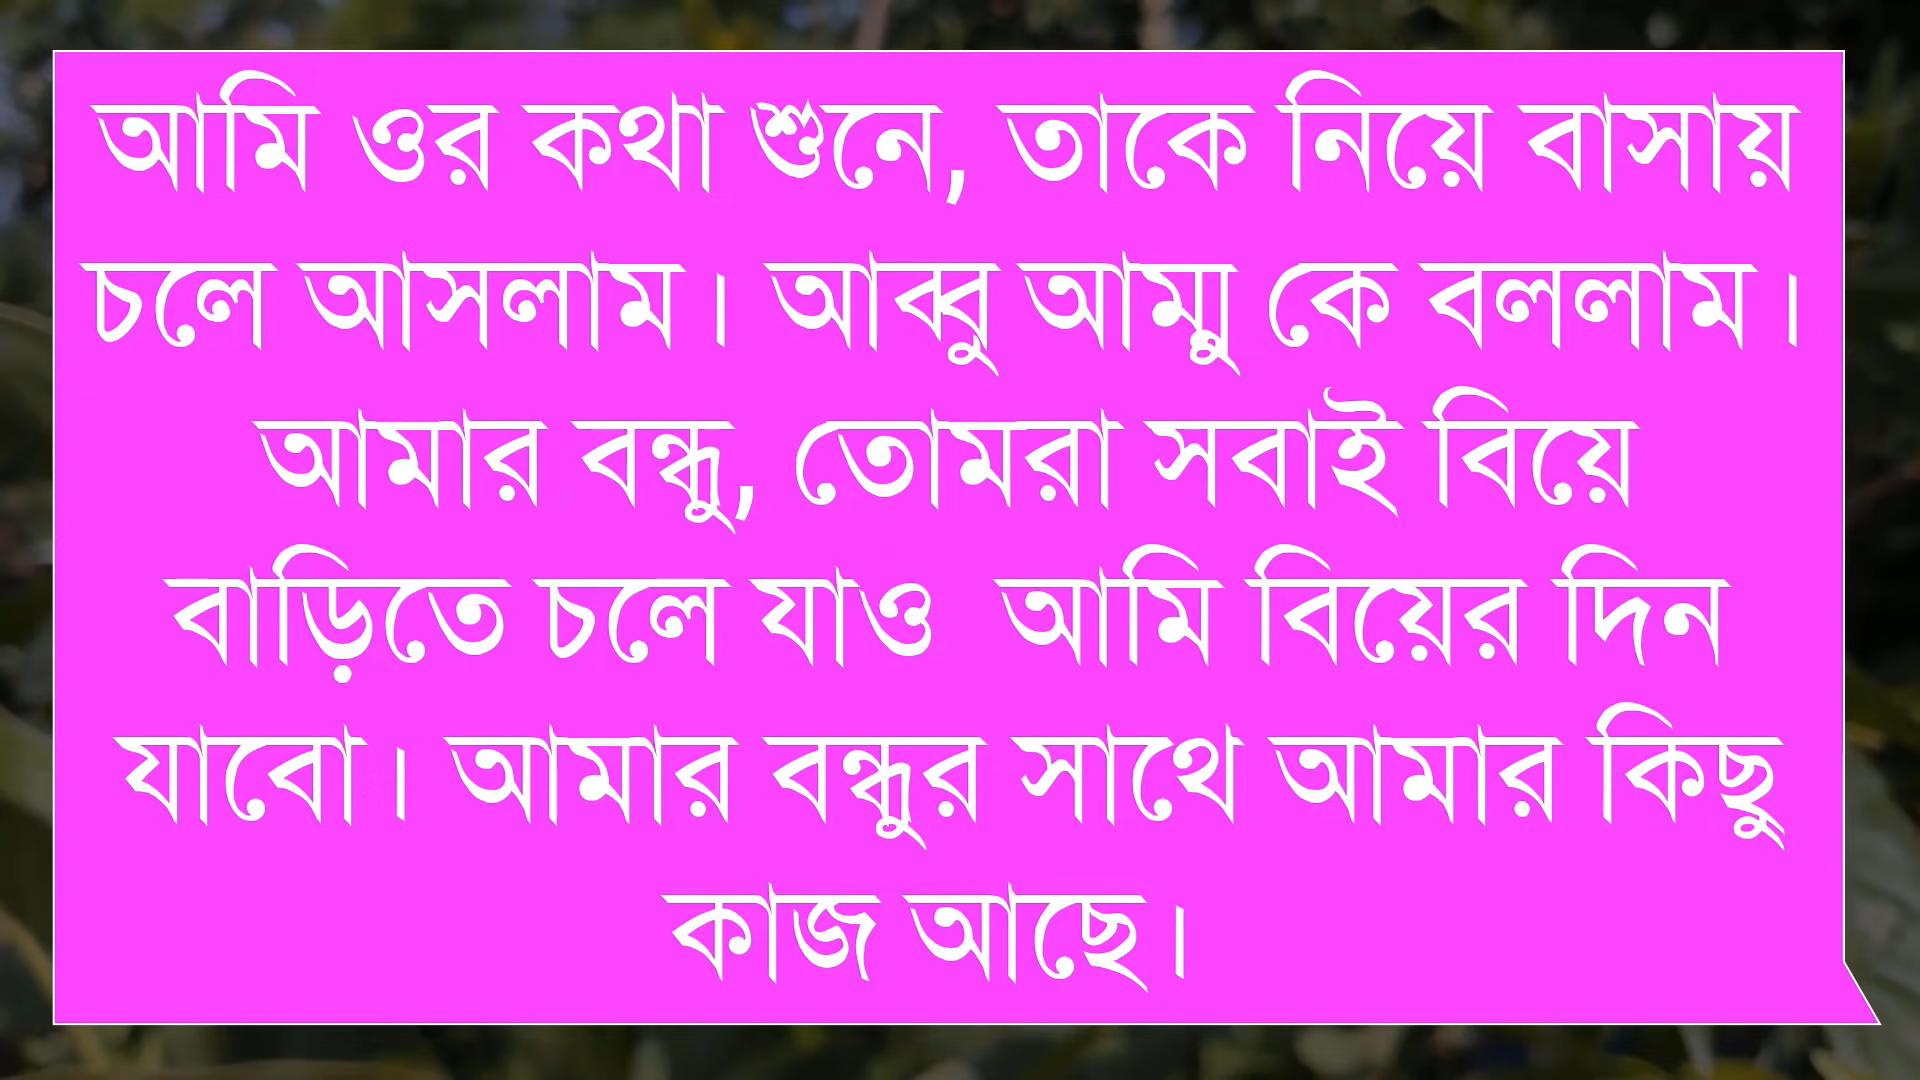 আমি ওর কথা শুনে, তাকে নিয়ে বাসায়
চলে আসলাম। আব্বু আম্মু কে বললাম।
আমার বন্ধু, তোমরা সবাই বিয়ে
বাড়িতে চলে যাও  আমি বিয়ের দিন
যাবো। আমার বন্ধুর সাথে আমার কিছু
কাজ আছে।